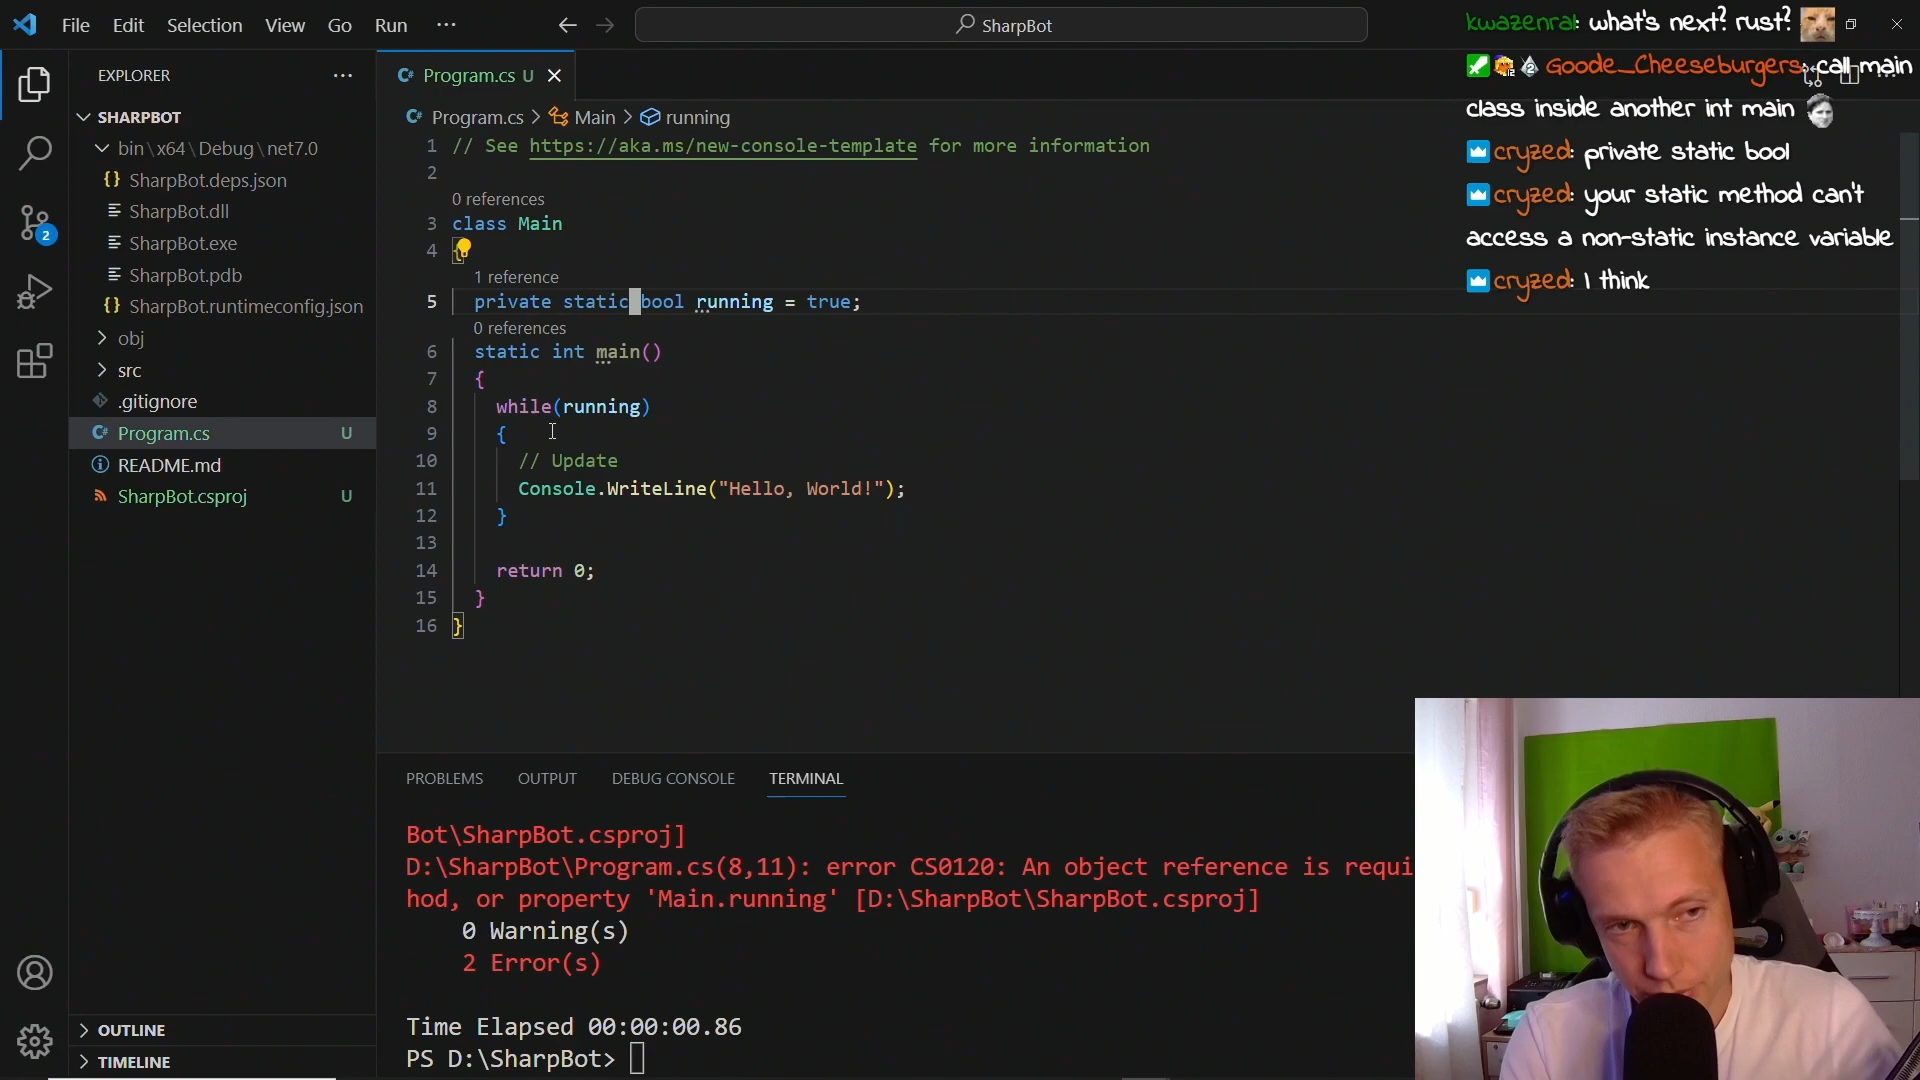 File Edit Selection View Go Run ···
SharpBot
EXPLORER ···
SHARPBOT
bin\x64\Debug\net7.0
{} SharpBot.deps.json
SharpBot.dll
SharpBot.exe
SharpBot.pdb
{} SharpBot.runtimeconfig.json
obj
src
.gitignore
C# Program.cs U
README.md
SharpBot.csproj U
2
OUTLINE
TIMELINE
C# Program.cs U
C# Program.cs > Main > running
1 // See https://aka.ms/new-console-template for more information
2
0 references
3 class Main
4 {
1 reference
5 private static bool running = true;
0 references
6 static int main()
7 {
8 while(running)
9 {
10 // Update
11 Console.WriteLine("Hello, World!");
12 }
13
14 return 0;
15 }
16 }
PROBLEMS OUTPUT DEBUG CONSOLE TERMINAL
Bot\SharpBot.csproj]
D:\SharpBot\Program.cs(8,11): error CS0120: An object reference is requi
hod, or property 'Main.running' [D:\SharpBot\SharpBot.csproj]
0 Warning(s)
2 Error(s)
Time Elapsed 00:00:00.86
PS D:\SharpBot>
kwazenrai: what's next? rust?
Goode_Cheeseburgers: call main
class inside another int main
cryzed: private static bool
cryzed: your static method can't
access a non-static instance variable
cryzed: I think